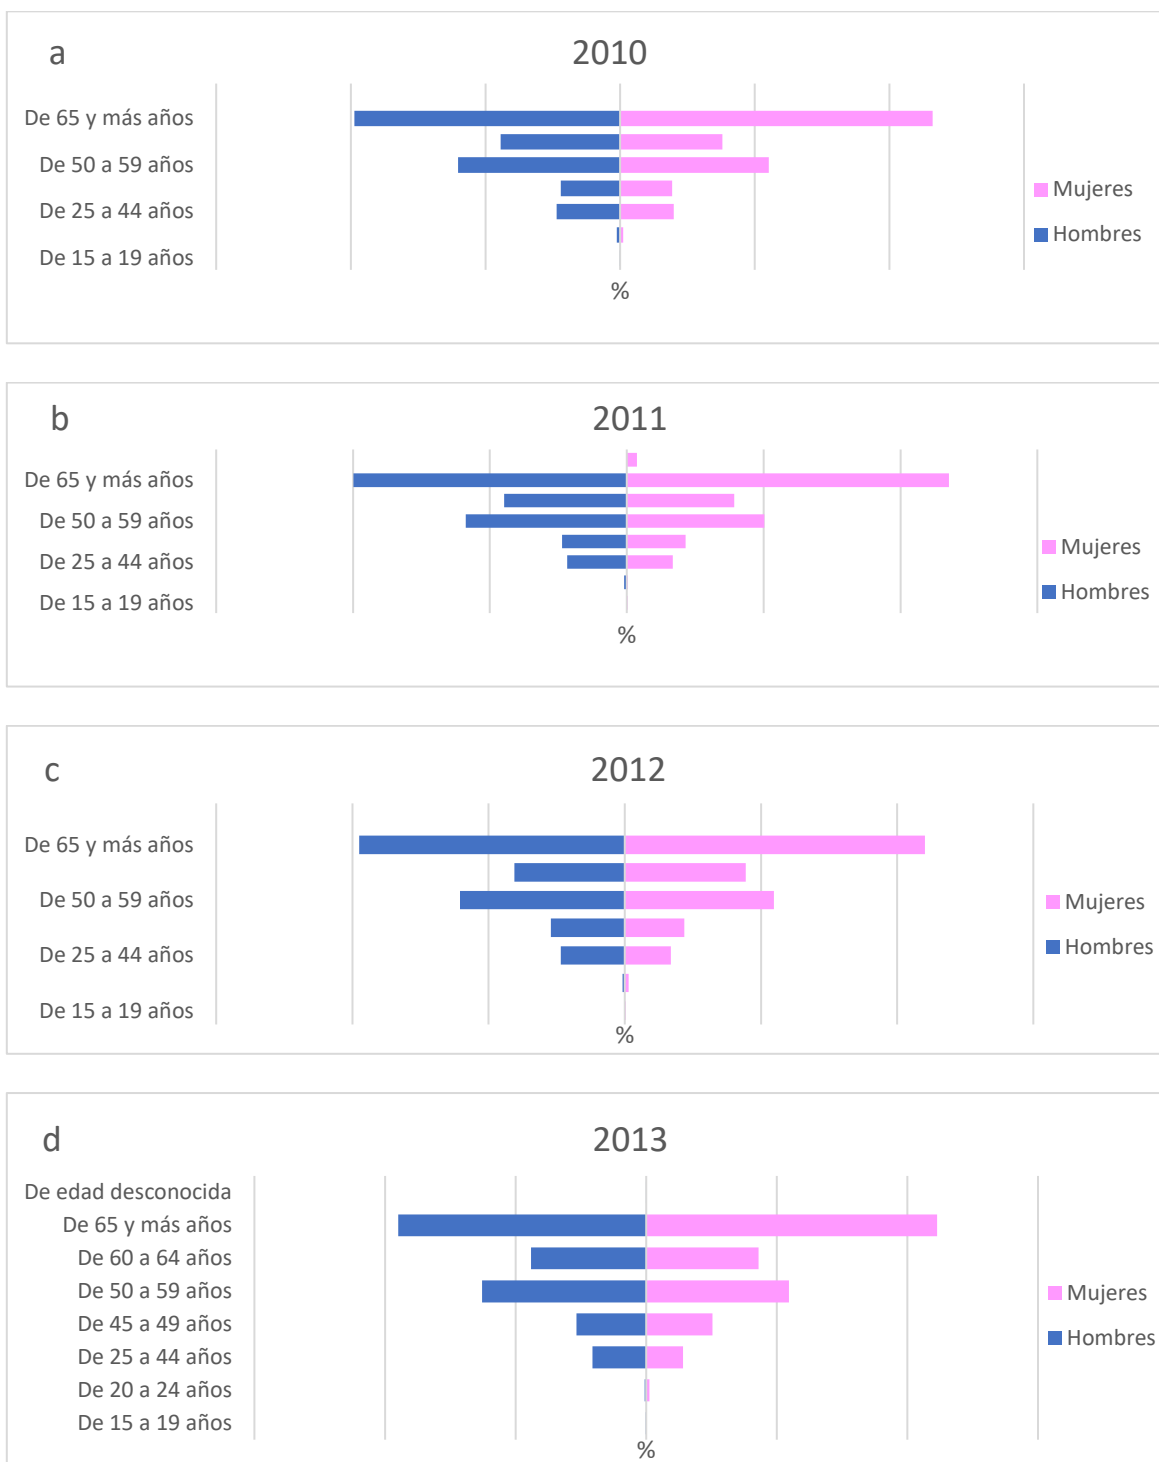 a
2010
De 65 y más años
De 50 a 59 años
De 25 a 44 años
De 15 a 19 años
%
Mujeres
Hombres
b
2011
De 65 y más años
De 50 a 59 años
De 25 a 44 años
De 15 a 19 años
%
Mujeres
Hombres
c
2012
De 65 y más años
De 50 a 59 años
De 25 a 44 años
De 15 a 19 años
%
Mujeres
Hombres
d
2013
De edad desconocida
De 65 y más años
De 60 a 64 años
De 50 a 59 años
De 45 a 49 años
De 25 a 44 años
De 20 a 24 años
De 15 a 19 años
%
Mujeres
Hombres